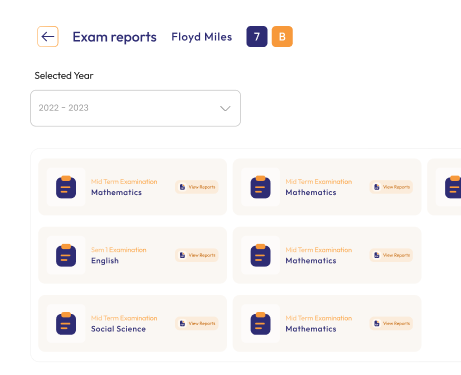 Exam reports Floyd Miles 7 B
Selected Year
2022 - 2023
Mid Term Examination
Mathematics
View Reports
Mid Term Examination
Mathematics
View Reports
Sem 1 Examination
English
View Reports
Mid Term Examination
Mathematics
View Reports
Mid Term Examination
Social Science
View Reports
Mid Term Examination
Mathematics
View Reports